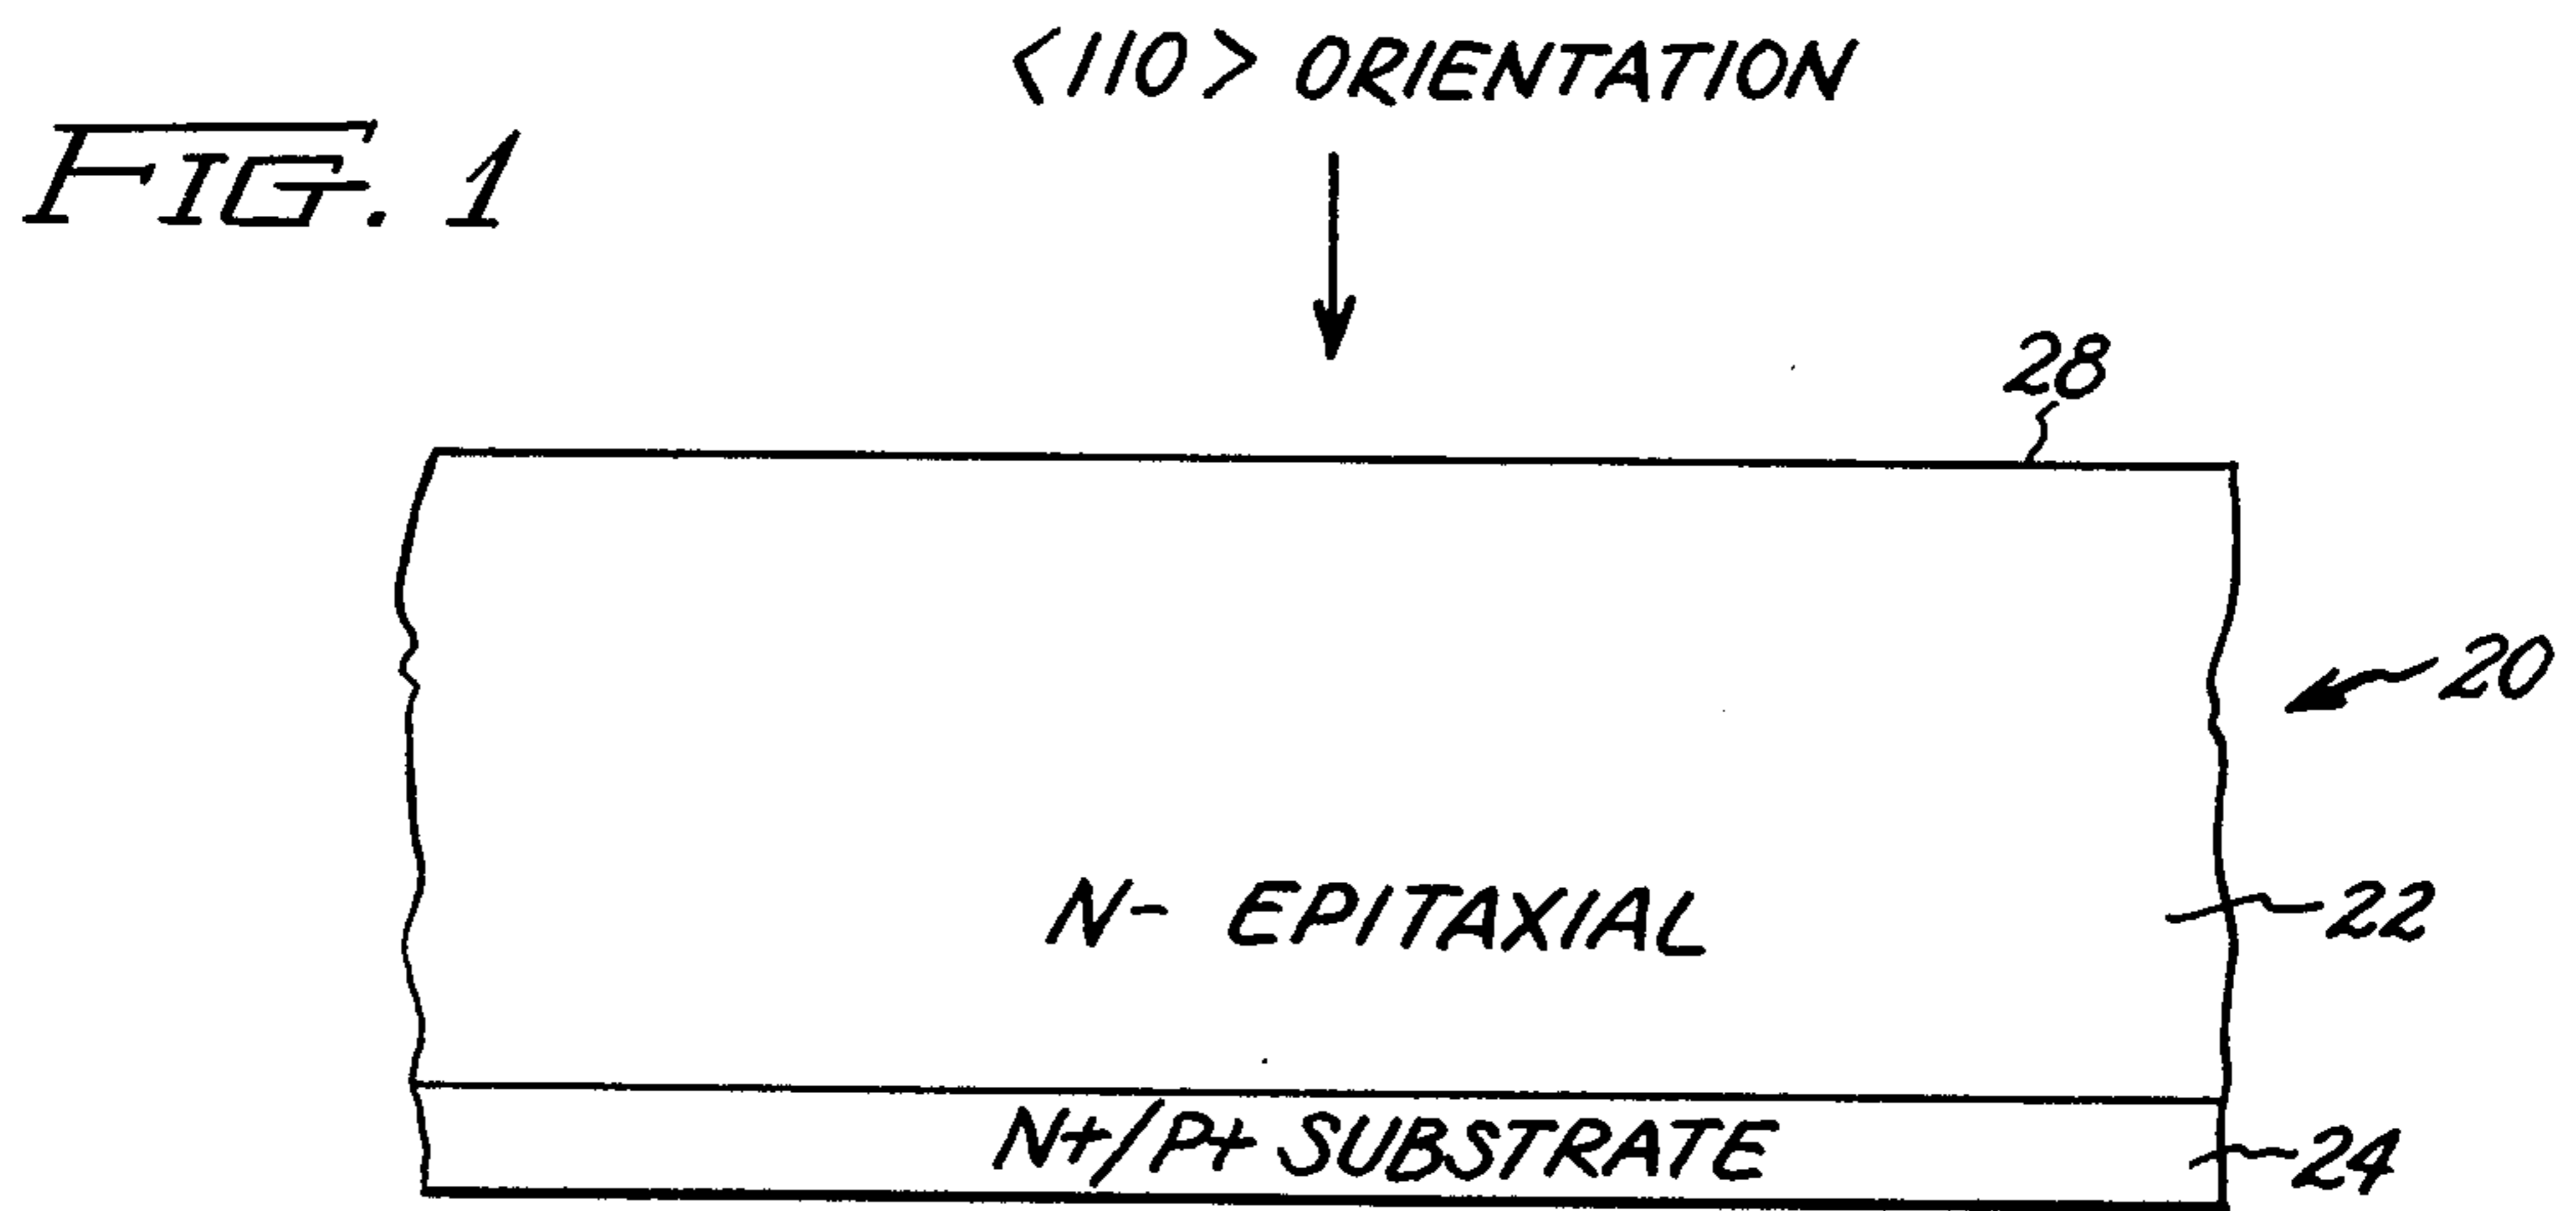 <110> ORIENTATION
FIG. 1
28
20
N- EPITAXIAL
22
N+/P+ SUBSTRATE
24